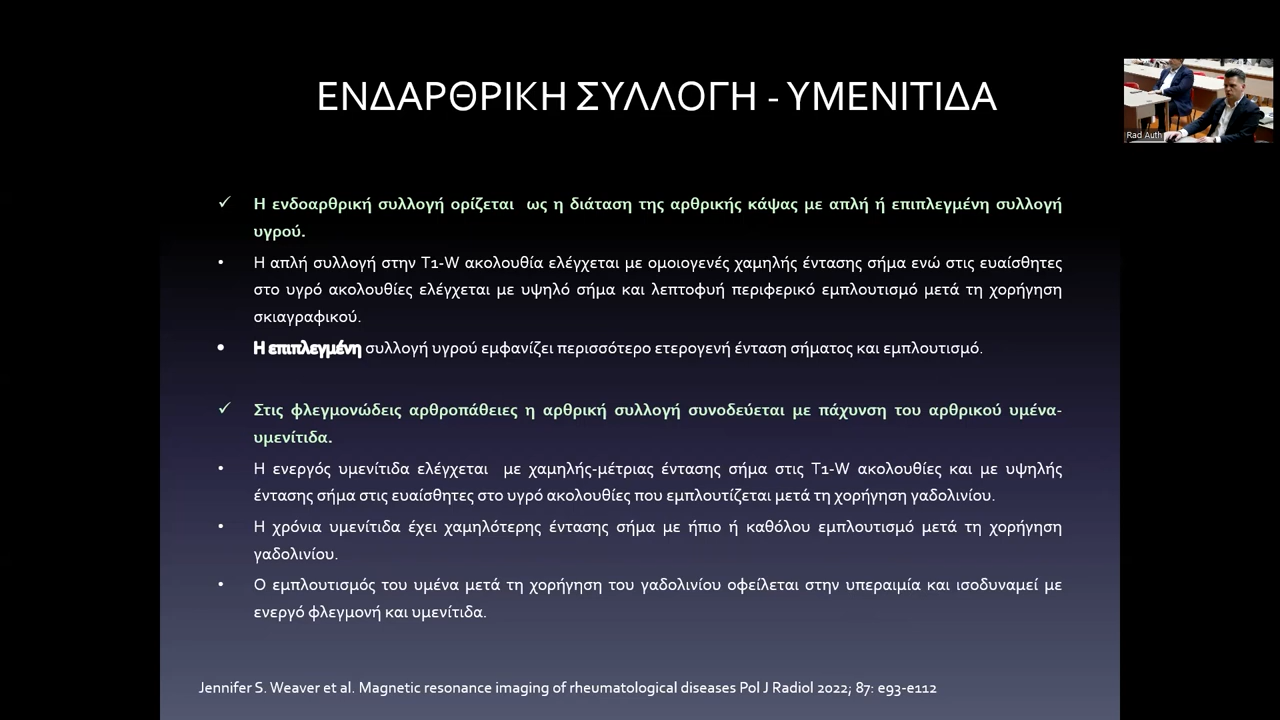 ΕΝΔΑΡΘΡΙΚΗ ΣΥΛΛΟΓΗ - ΥΜΕΝΙΤΙΔΑ
Rad Auth
✓ Η ενδοαρθρική συλλογή ορίζεται ως η διάταση της αρθρικής κάψας με απλή ή επιπλεγμένη συλλογή
υγρού.
• Η απλή συλλογή στην T1-W ακολουθία ελέγχεται με ομοιογενές χαμηλής έντασης σήμα ενώ στις ευαίσθητες
στο υγρό ακολουθίες ελέγχεται με υψηλό σήμα και λεπτοφυή περιφερικό εμπλουτισμό μετά τη χορήγηση
σκιαγραφικού.
• Η επιπλεγμένη συλλογή υγρού εμφανίζει περισσότερο ετερογενή ένταση σήματος και εμπλουτισμό.
✓ Στις φλεγμονώδεις αρθροπάθειες η αρθρική συλλογή συνοδεύεται με πάχυνση του αρθρικού υμένα-
υμενίτιδα.
• Η ενεργός υμενίτιδα ελέγχεται με χαμηλής-μέτριας έντασης σήμα στις T1-W ακολουθίες και με υψηλής
έντασης σήμα στις ευαίσθητες στο υγρό ακολουθίες που εμπλουτίζεται μετά τη χορήγηση γαδολινίου.
• Η χρόνια υμενίτιδα έχει χαμηλότερης έντασης σήμα με ήπιο ή καθόλου εμπλουτισμό μετά τη χορήγηση
γαδολινίου.
• Ο εμπλουτισμός του υμένα μετά τη χορήγηση του γαδολινίου οφείλεται στην υπεραιμία και ισοδυναμεί με
ενεργό φλεγμονή και υμενίτιδα.
Jennifer S. Weaver et al. Magnetic resonance imaging of rheumatological diseases Pol J Radiol 2022; 87: e93-e112